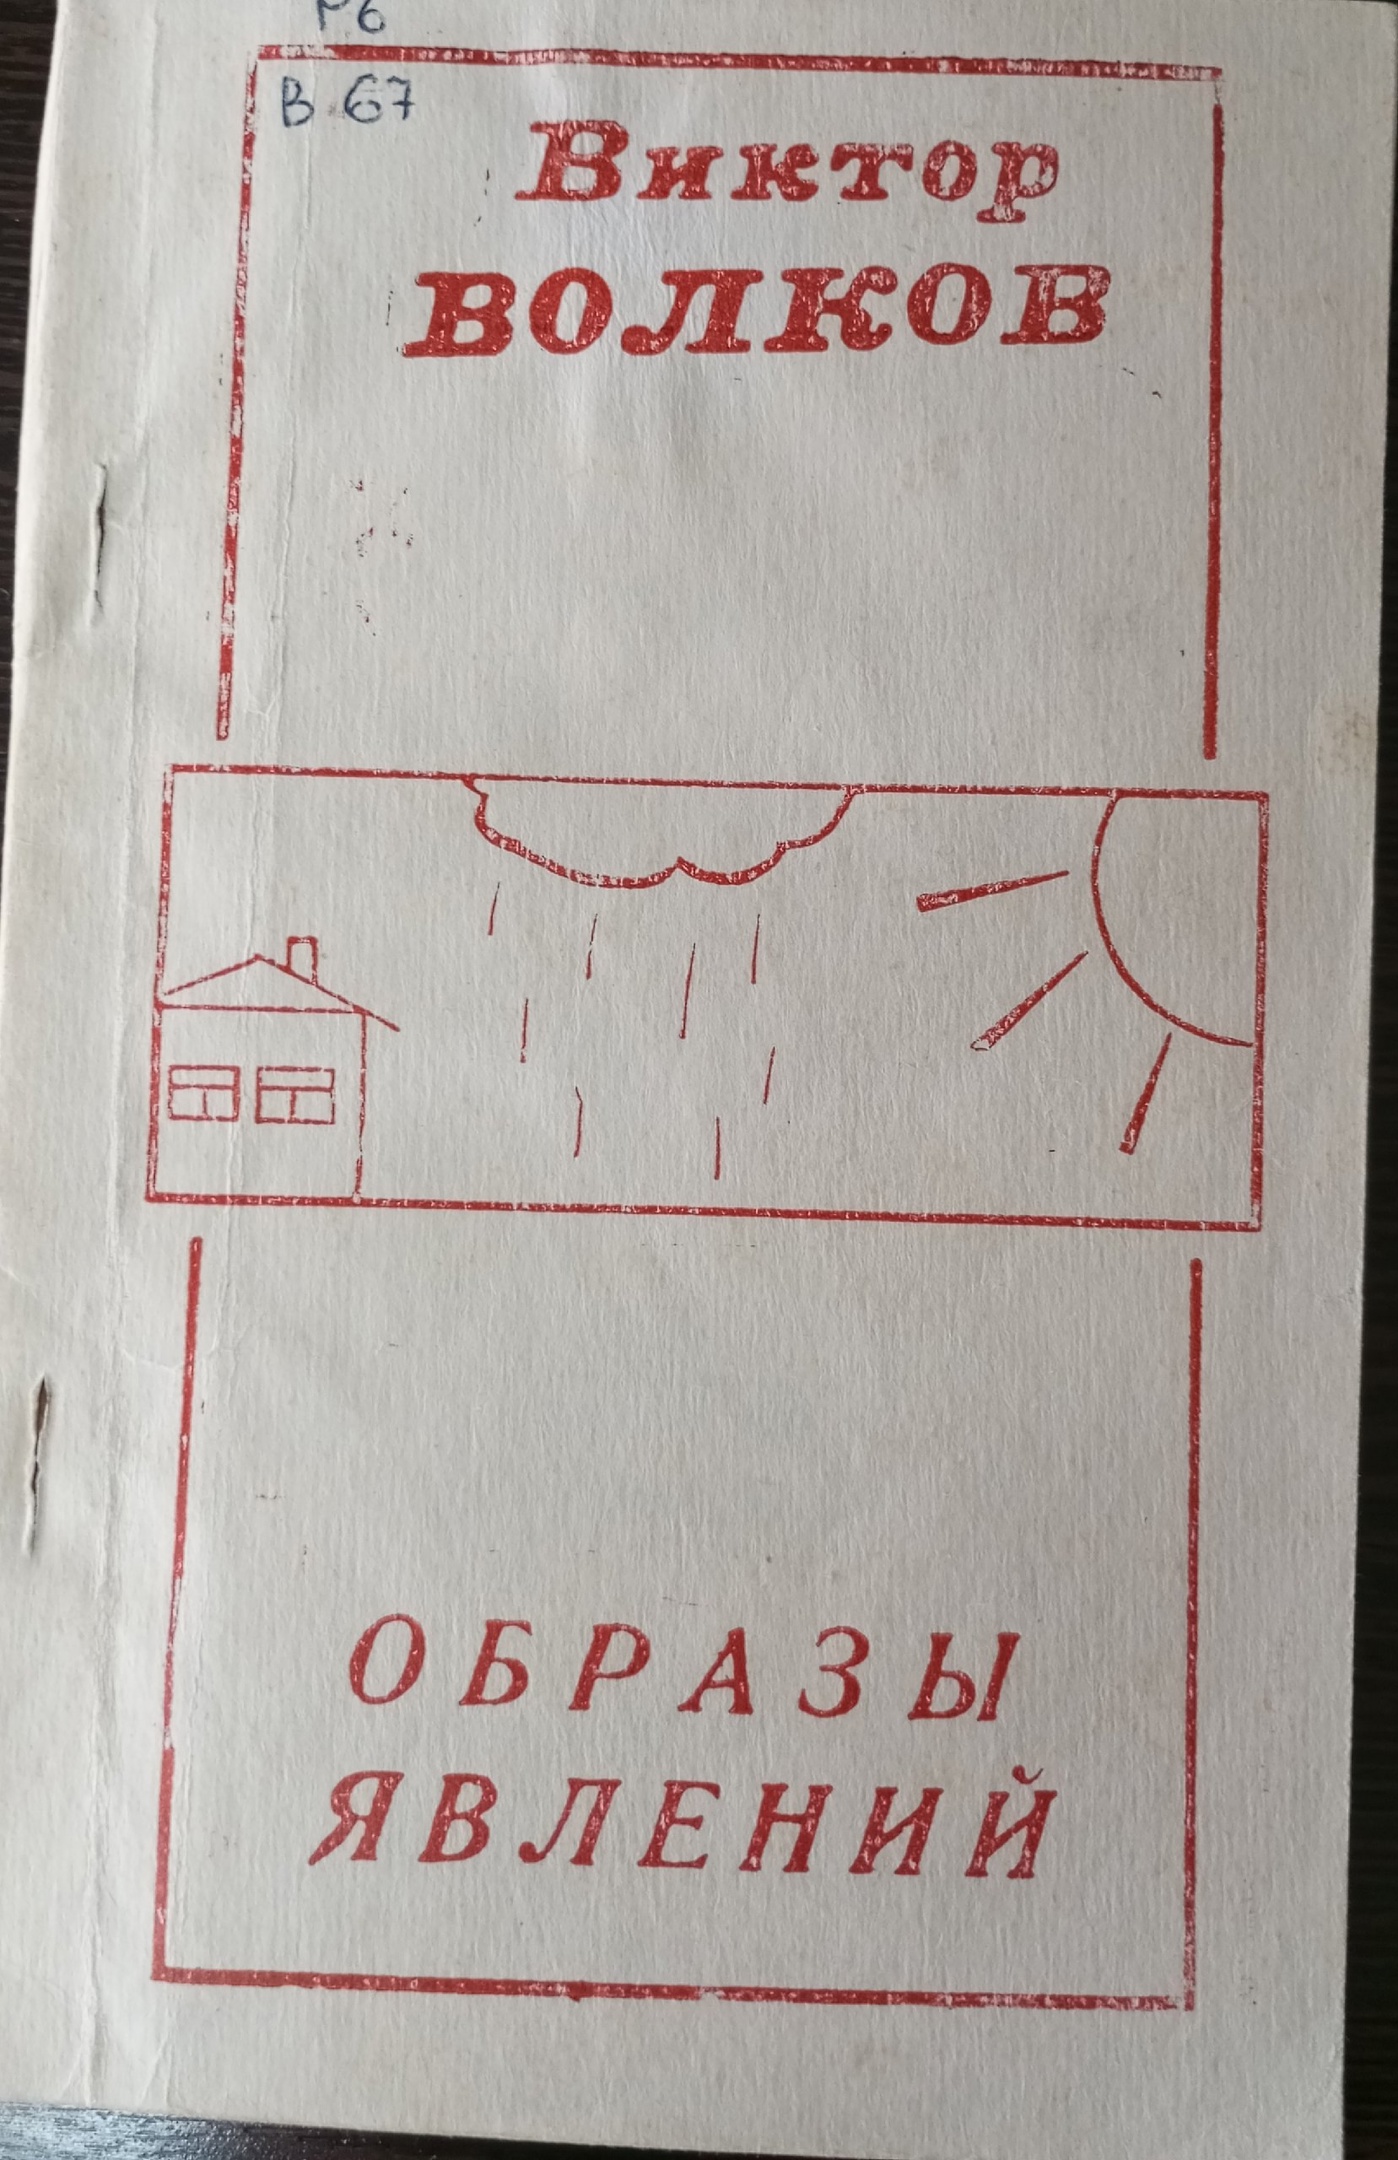 Р6
В 67
Виктор
ВОЛКОВ
ОБРАЗЫ
ЯВЛЕНИЙ